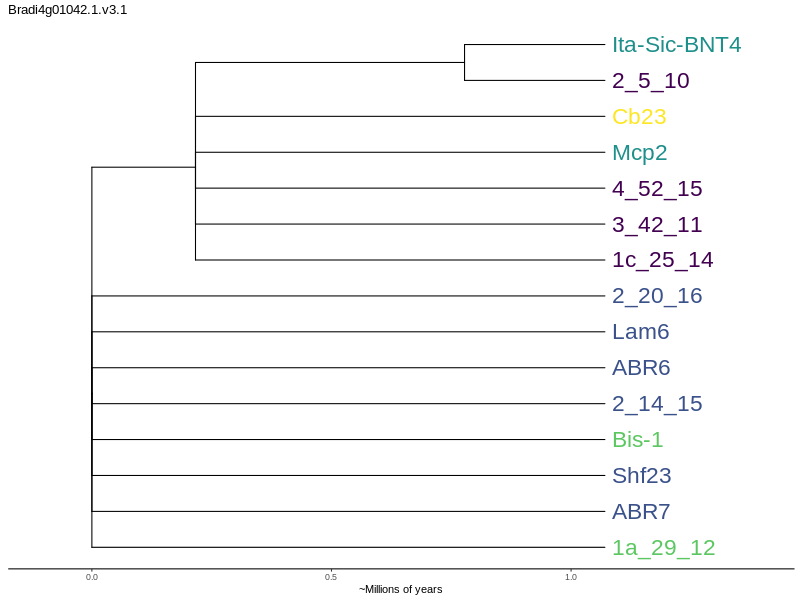 Bradi4g01042.1.v3.1
Ita-Sic-BNT4
2_5_10
Cb23
Mcp2
4_52_15
3_42_11
1c_25_14
2_20_16
Lam6
ABR6
2_14_15
Bis-1
Shf23
ABR7
1a_29_12
0.0 0.5 1.0
~Millions of years